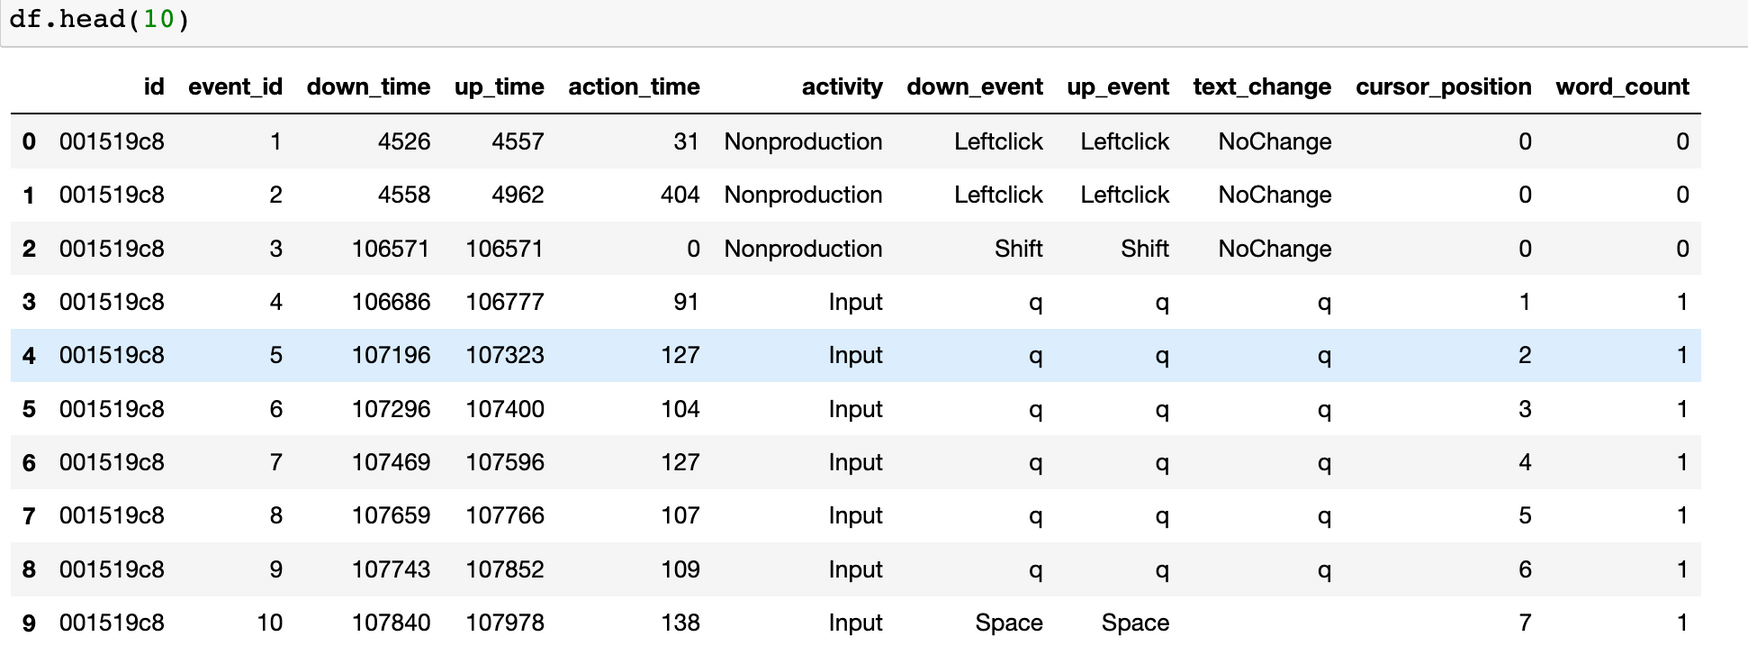 df.head(10)
id event_id down_time up_time action_time activity down_event up_event text_change cursor_position word_count
0 001519c8 1 4526 4557 31 Nonproduction Leftclick Leftclick NoChange 0 0
1 001519c8 2 4558 4962 404 Nonproduction Leftclick Leftclick NoChange 0 0
2 001519c8 3 106571 106571 0 Nonproduction Shift Shift NoChange 0 0
3 001519c8 4 106686 106777 91 Input q q q 1 1
4 001519c8 5 107196 107323 127 Input q q q 2 1
5 001519c8 6 107296 107400 104 Input q q q 3 1
6 001519c8 7 107469 107596 127 Input q q q 4 1
7 001519c8 8 107659 107766 107 Input q q q 5 1
8 001519c8 9 107743 107852 109 Input q q q 6 1
9 001519c8 10 107840 107978 138 Input Space Space 7 1